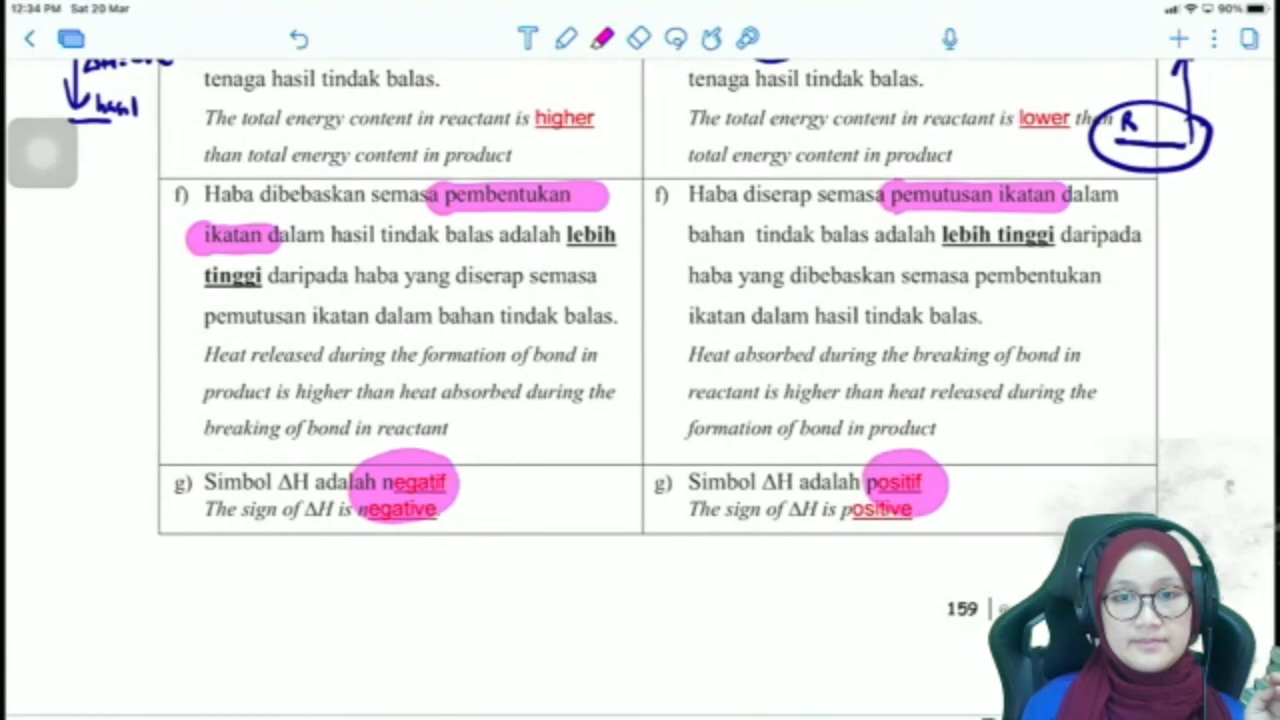 12:34 PM Sat 20 Mar
90%
hasil
tenaga hasil tindak balas.
The total energy content in reactant is higher
than total energy content in product
f) Haba dibebaskan semasa pembentukan
ikatan dalam hasil tindak balas adalah lebih
tinggi daripada haba yang diserap semasa
pemutusan ikatan dalam bahan tindak balas.
Heat released during the formation of bond in
product is higher than heat absorbed during the
breaking of bond in reactant
g) Simbol ΔH adalah negatif
The sign of ΔH is negative.
tenaga hasil tindak balas.
The total energy content in reactant is lower than
total energy content in product
R
f) Haba diserap semasa pemutusan ikatan dalam
bahan tindak balas adalah lebih tinggi daripada
haba yang dibebaskan semasa pembentukan
ikatan dalam hasil tindak balas.
Heat absorbed during the breaking of bond in
reactant is higher than heat released during the
formation of bond in product
g) Simbol ΔH adalah positif
The sign of ΔH is positive
159